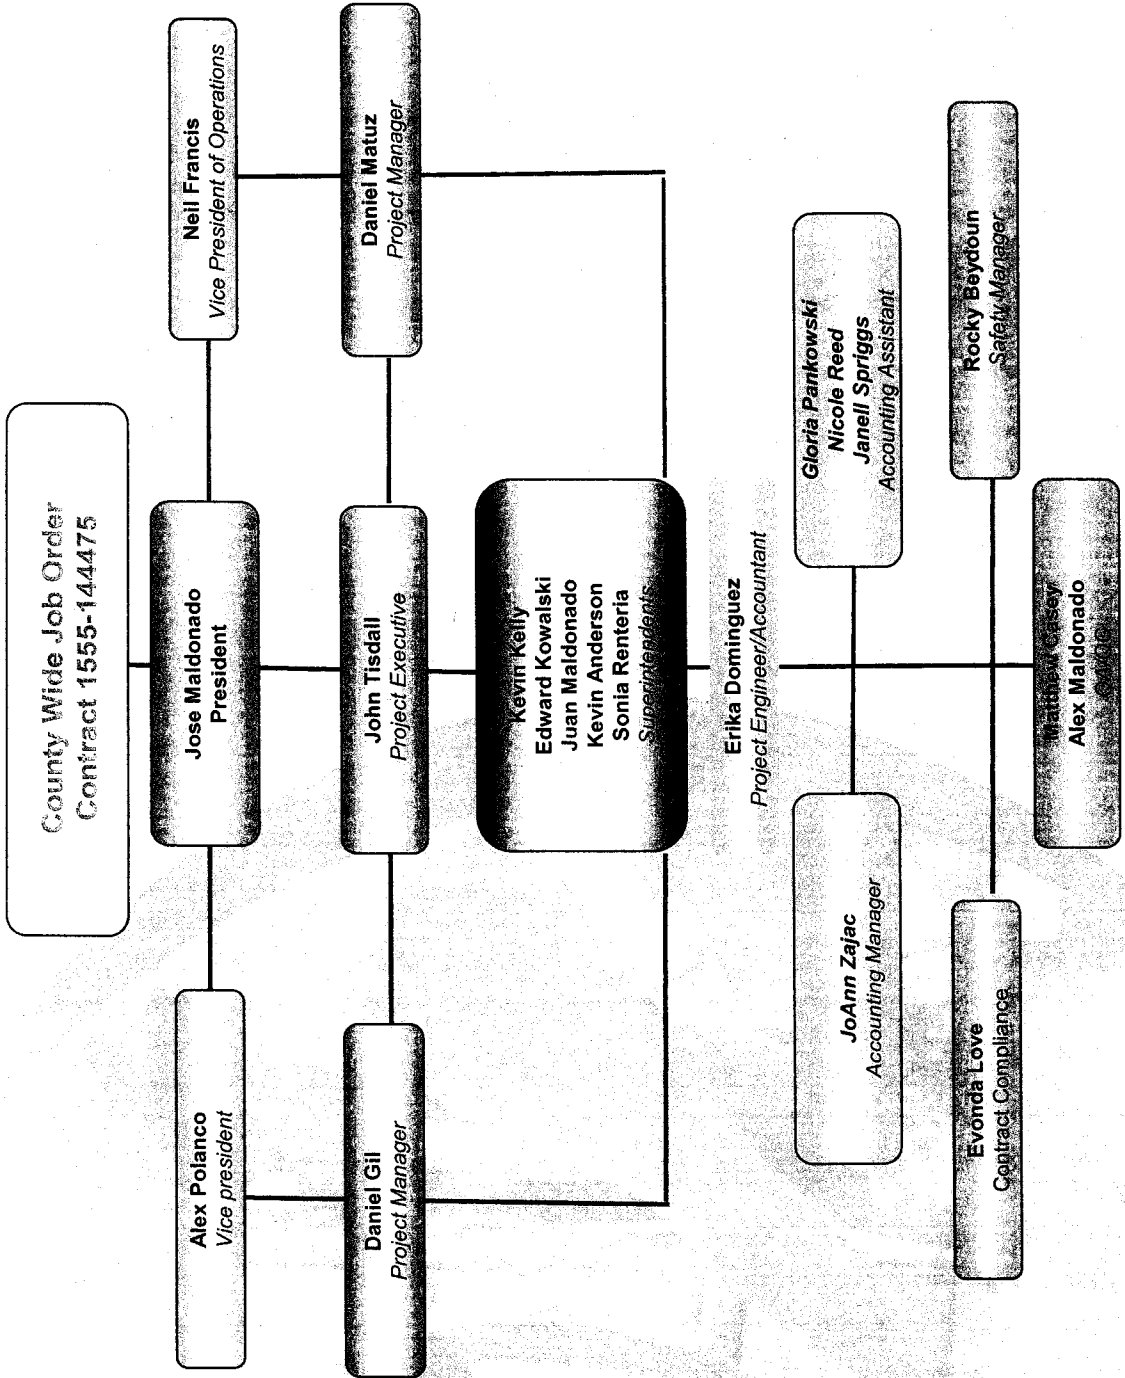 County Wide Job Order
Contract 1555-144475
Alex Polanco
Vice president
Jose Maldonado
President
Neil Francis
Vice President of Operations
Daniel Gil
Project Manager
John Tisdall
Project Executive
Daniel Matuz
Project Manager
Kevin Kelly
Edward Kowalski
Juan Maldonado
Kevin Anderson
Sonia Renteria
Superintendents
Erika Dominguez
Project Engineer/Accountant
JoAnn Zajac
Accounting Manager
Gloria Pankowski
Nicole Reed
Janell Spriggs
Accounting Assistant
Evonda Love
Contract Compliance
Rocky Beydoun
Safety Manager
Matthew Casey
Alex Maldonado